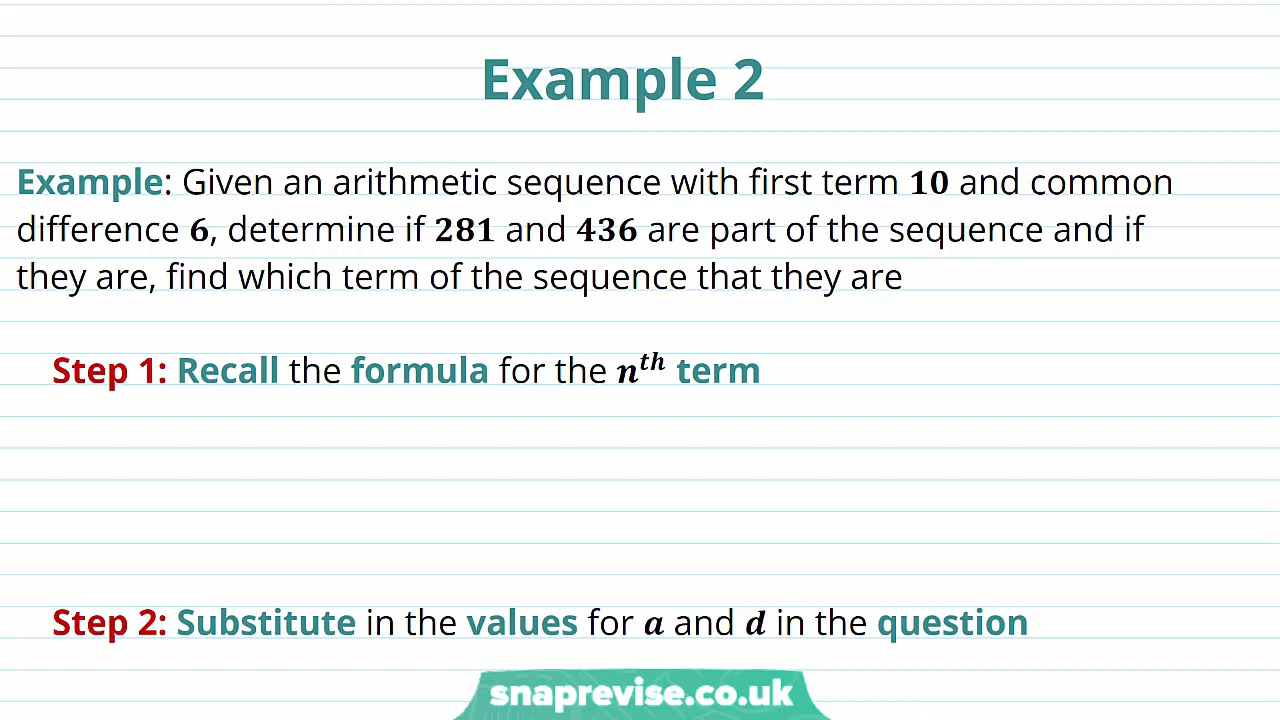 Example 2
Example: Given an arithmetic sequence with first term 10 and common
difference 6, determine if 281 and 436 are part of the sequence and if
they are, find which term of the sequence that they are
Step 1: Recall the formula for the n^th term
Step 2: Substitute in the values for a and d in the question
snaprevise.co.uk